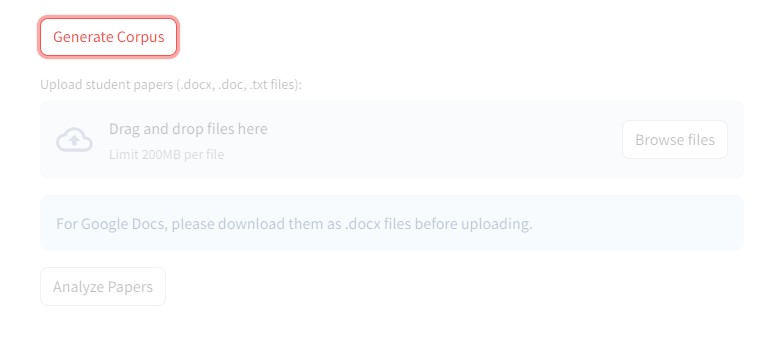 Generate Corpus
Upload student papers (.docx, .doc, .txt files):
Drag and drop files here
Limit 200MB per file
Browse files
For Google Docs, please download them as .docx files before uploading.
Analyze Papers